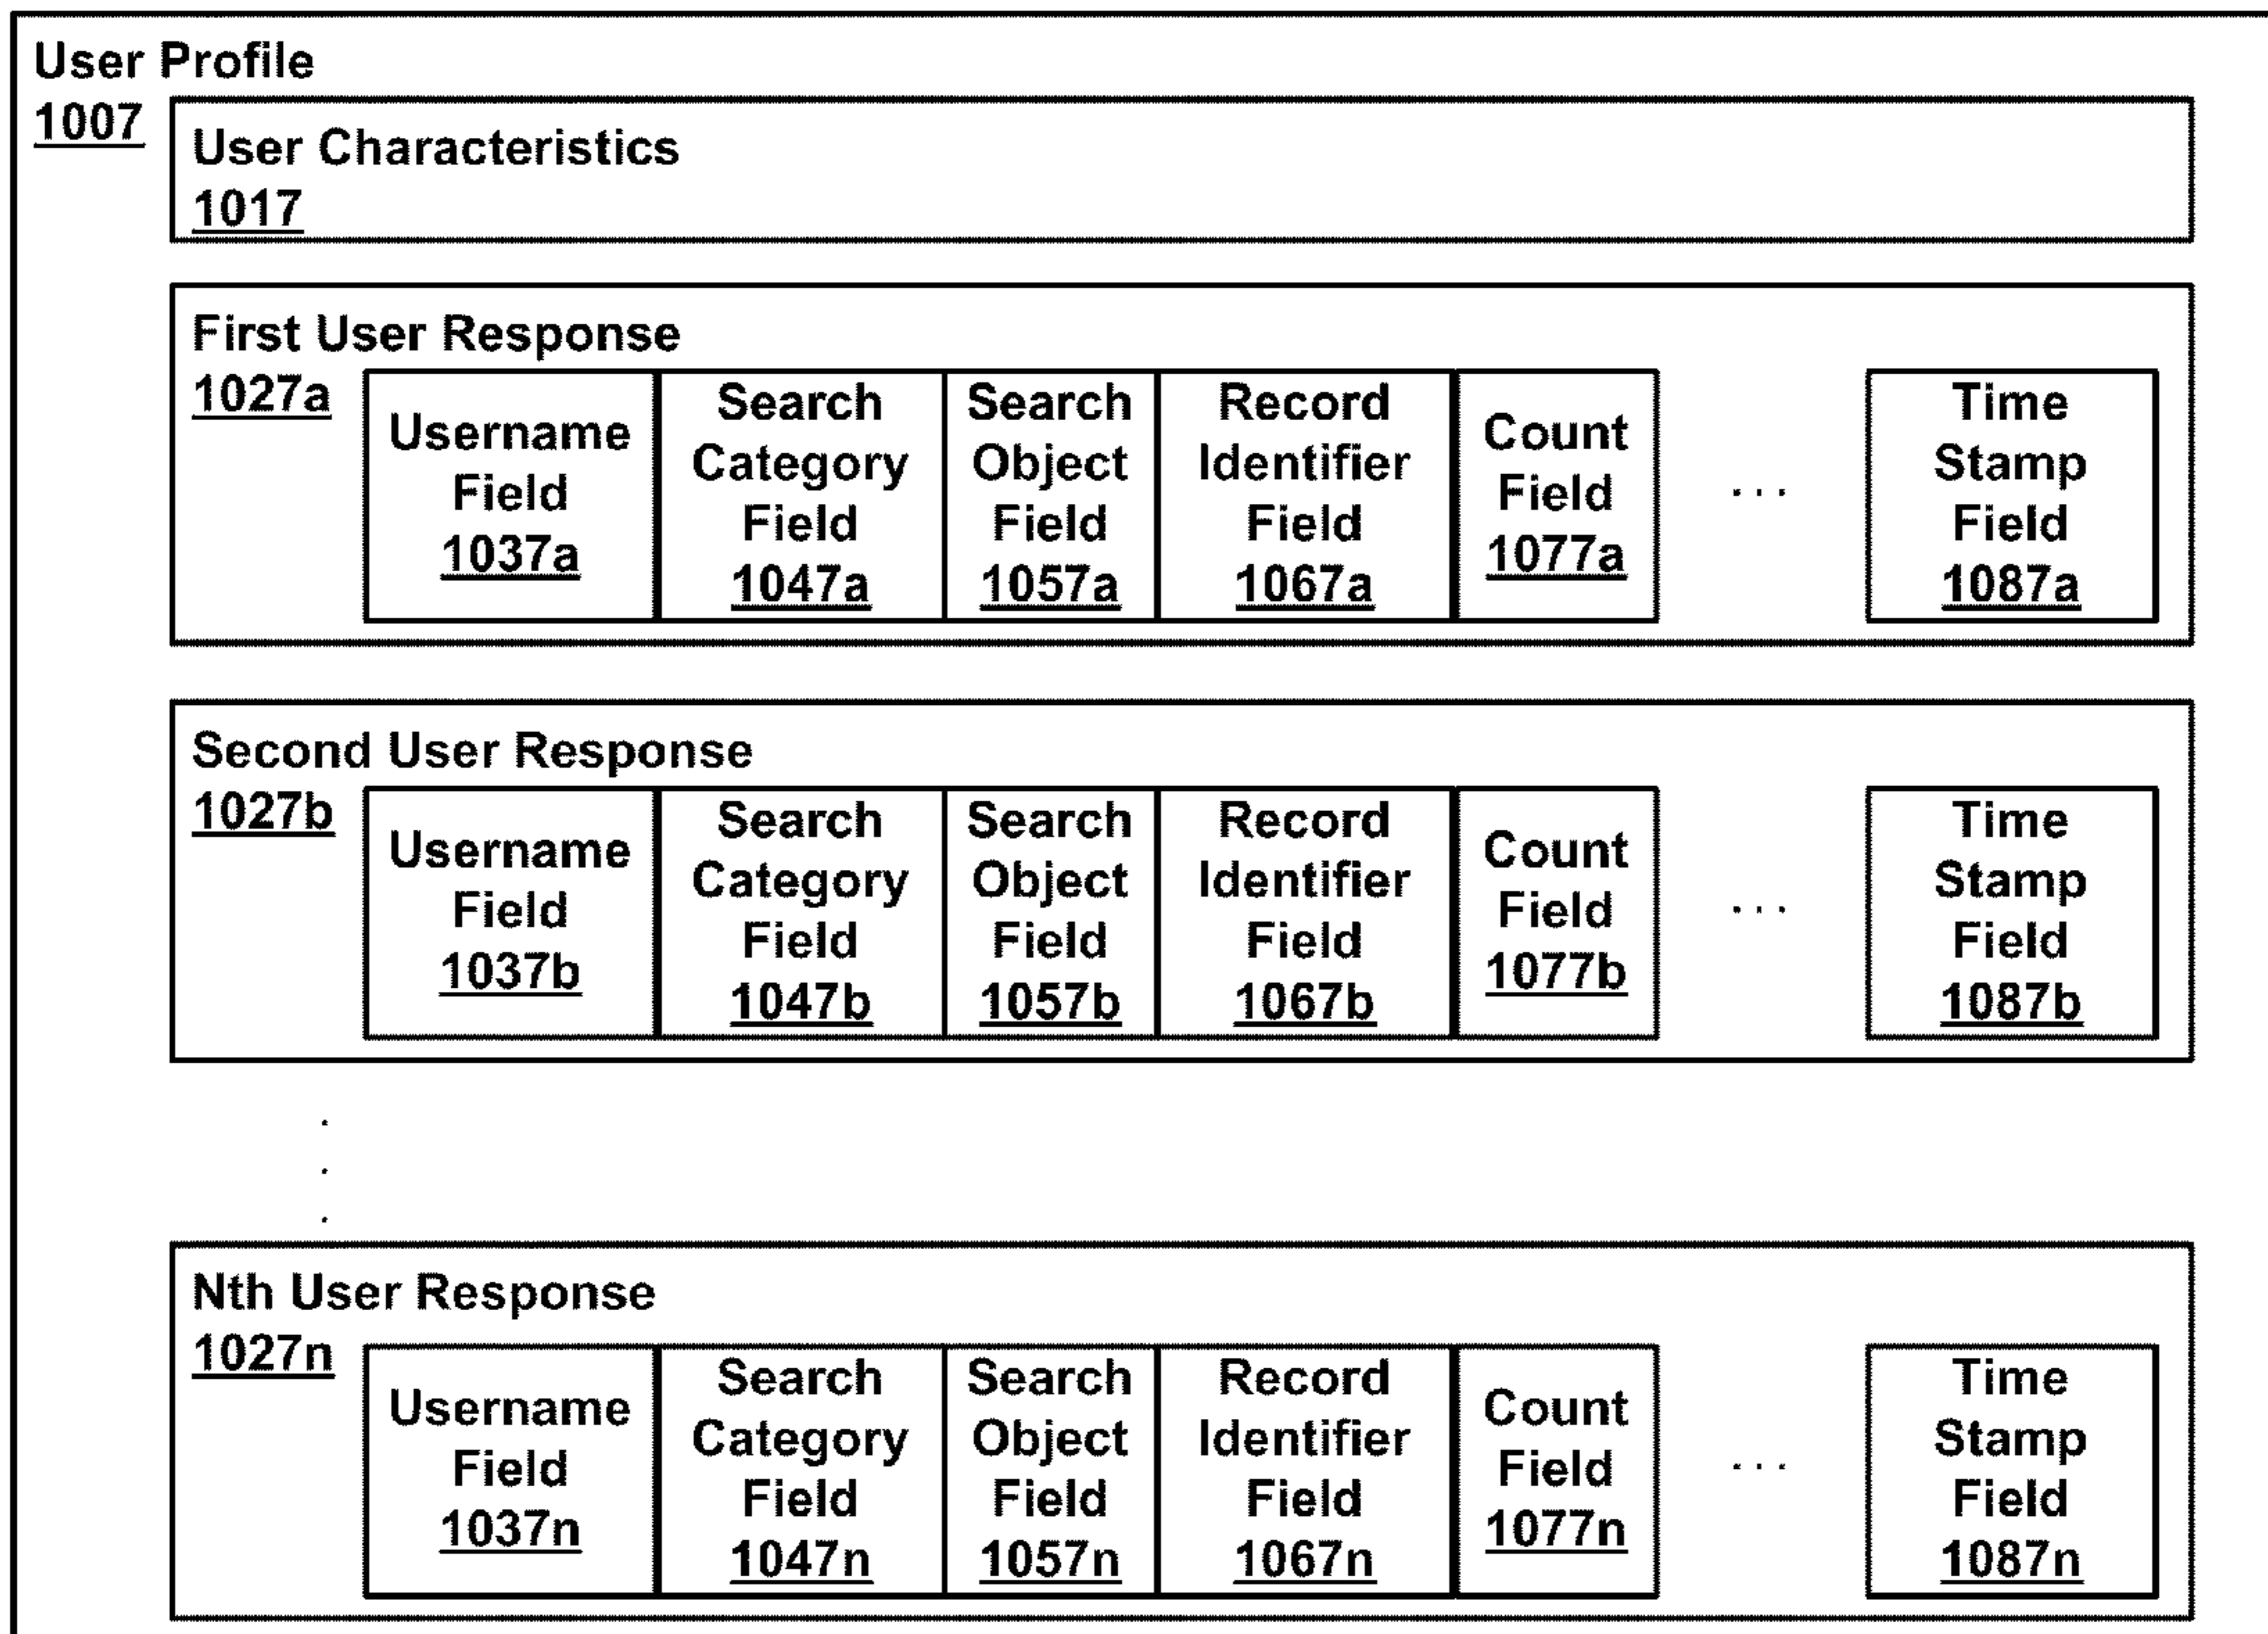 User Profile
1007
User Characteristics
1017
First User Response
1027a
Username
Field
1037a
Search
Category
Field
1047a
Search
Object
Field
1057a
Record
Identifier
Field
1067a
Count
Field
1077a
...
Time
Stamp
Field
1087a
Second User Response
1027b
Username
Field
1037b
Search
Category
Field
1047b
Search
Object
Field
1057b
Record
Identifier
Field
1067b
Count
Field
1077b
...
Time
Stamp
Field
1087b
.
.
.
Nth User Response
1027n
Username
Field
1037n
Search
Category
Field
1047n
Search
Object
Field
1057n
Record
Identifier
Field
1067n
Count
Field
1077n
...
Time
Stamp
Field
1087n